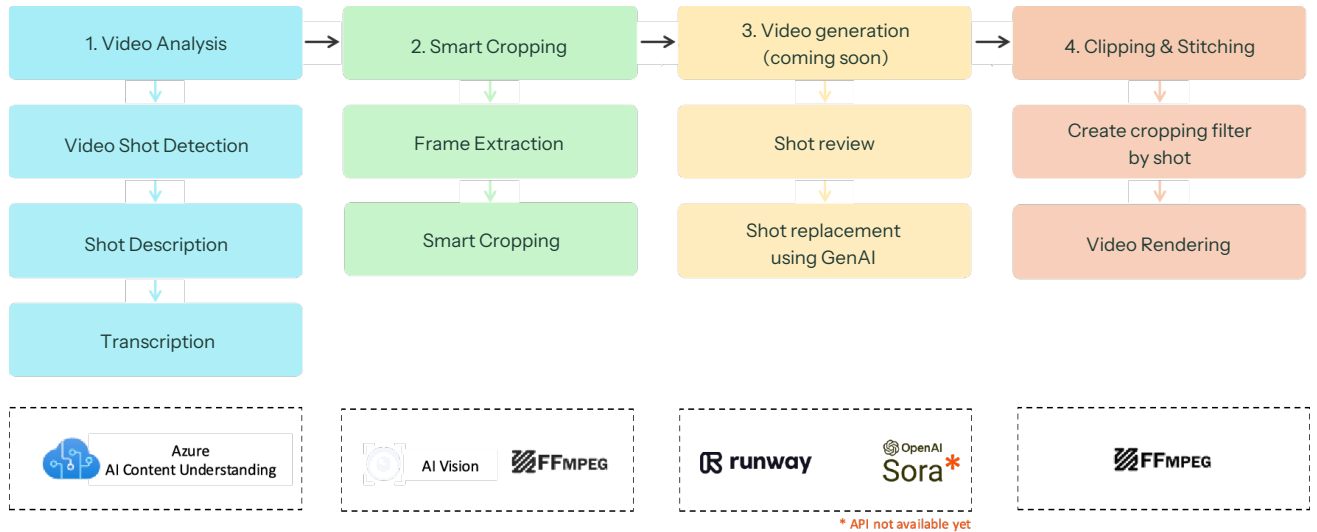 1. Video Analysis
2. Smart Cropping
3. Video generation
(coming soon)
4. Clipping & Stitching
Video Shot Detection
Frame Extraction
Shot review
Create cropping filter
by shot
Shot Description
Smart Cropping
Shot replacement
using GenAI
Video Rendering
Transcription
Azure
AI Content Understanding
AI Vision
FFMPEG
runway
OpenAI
Sora*
FFMPEG
* API not available yet